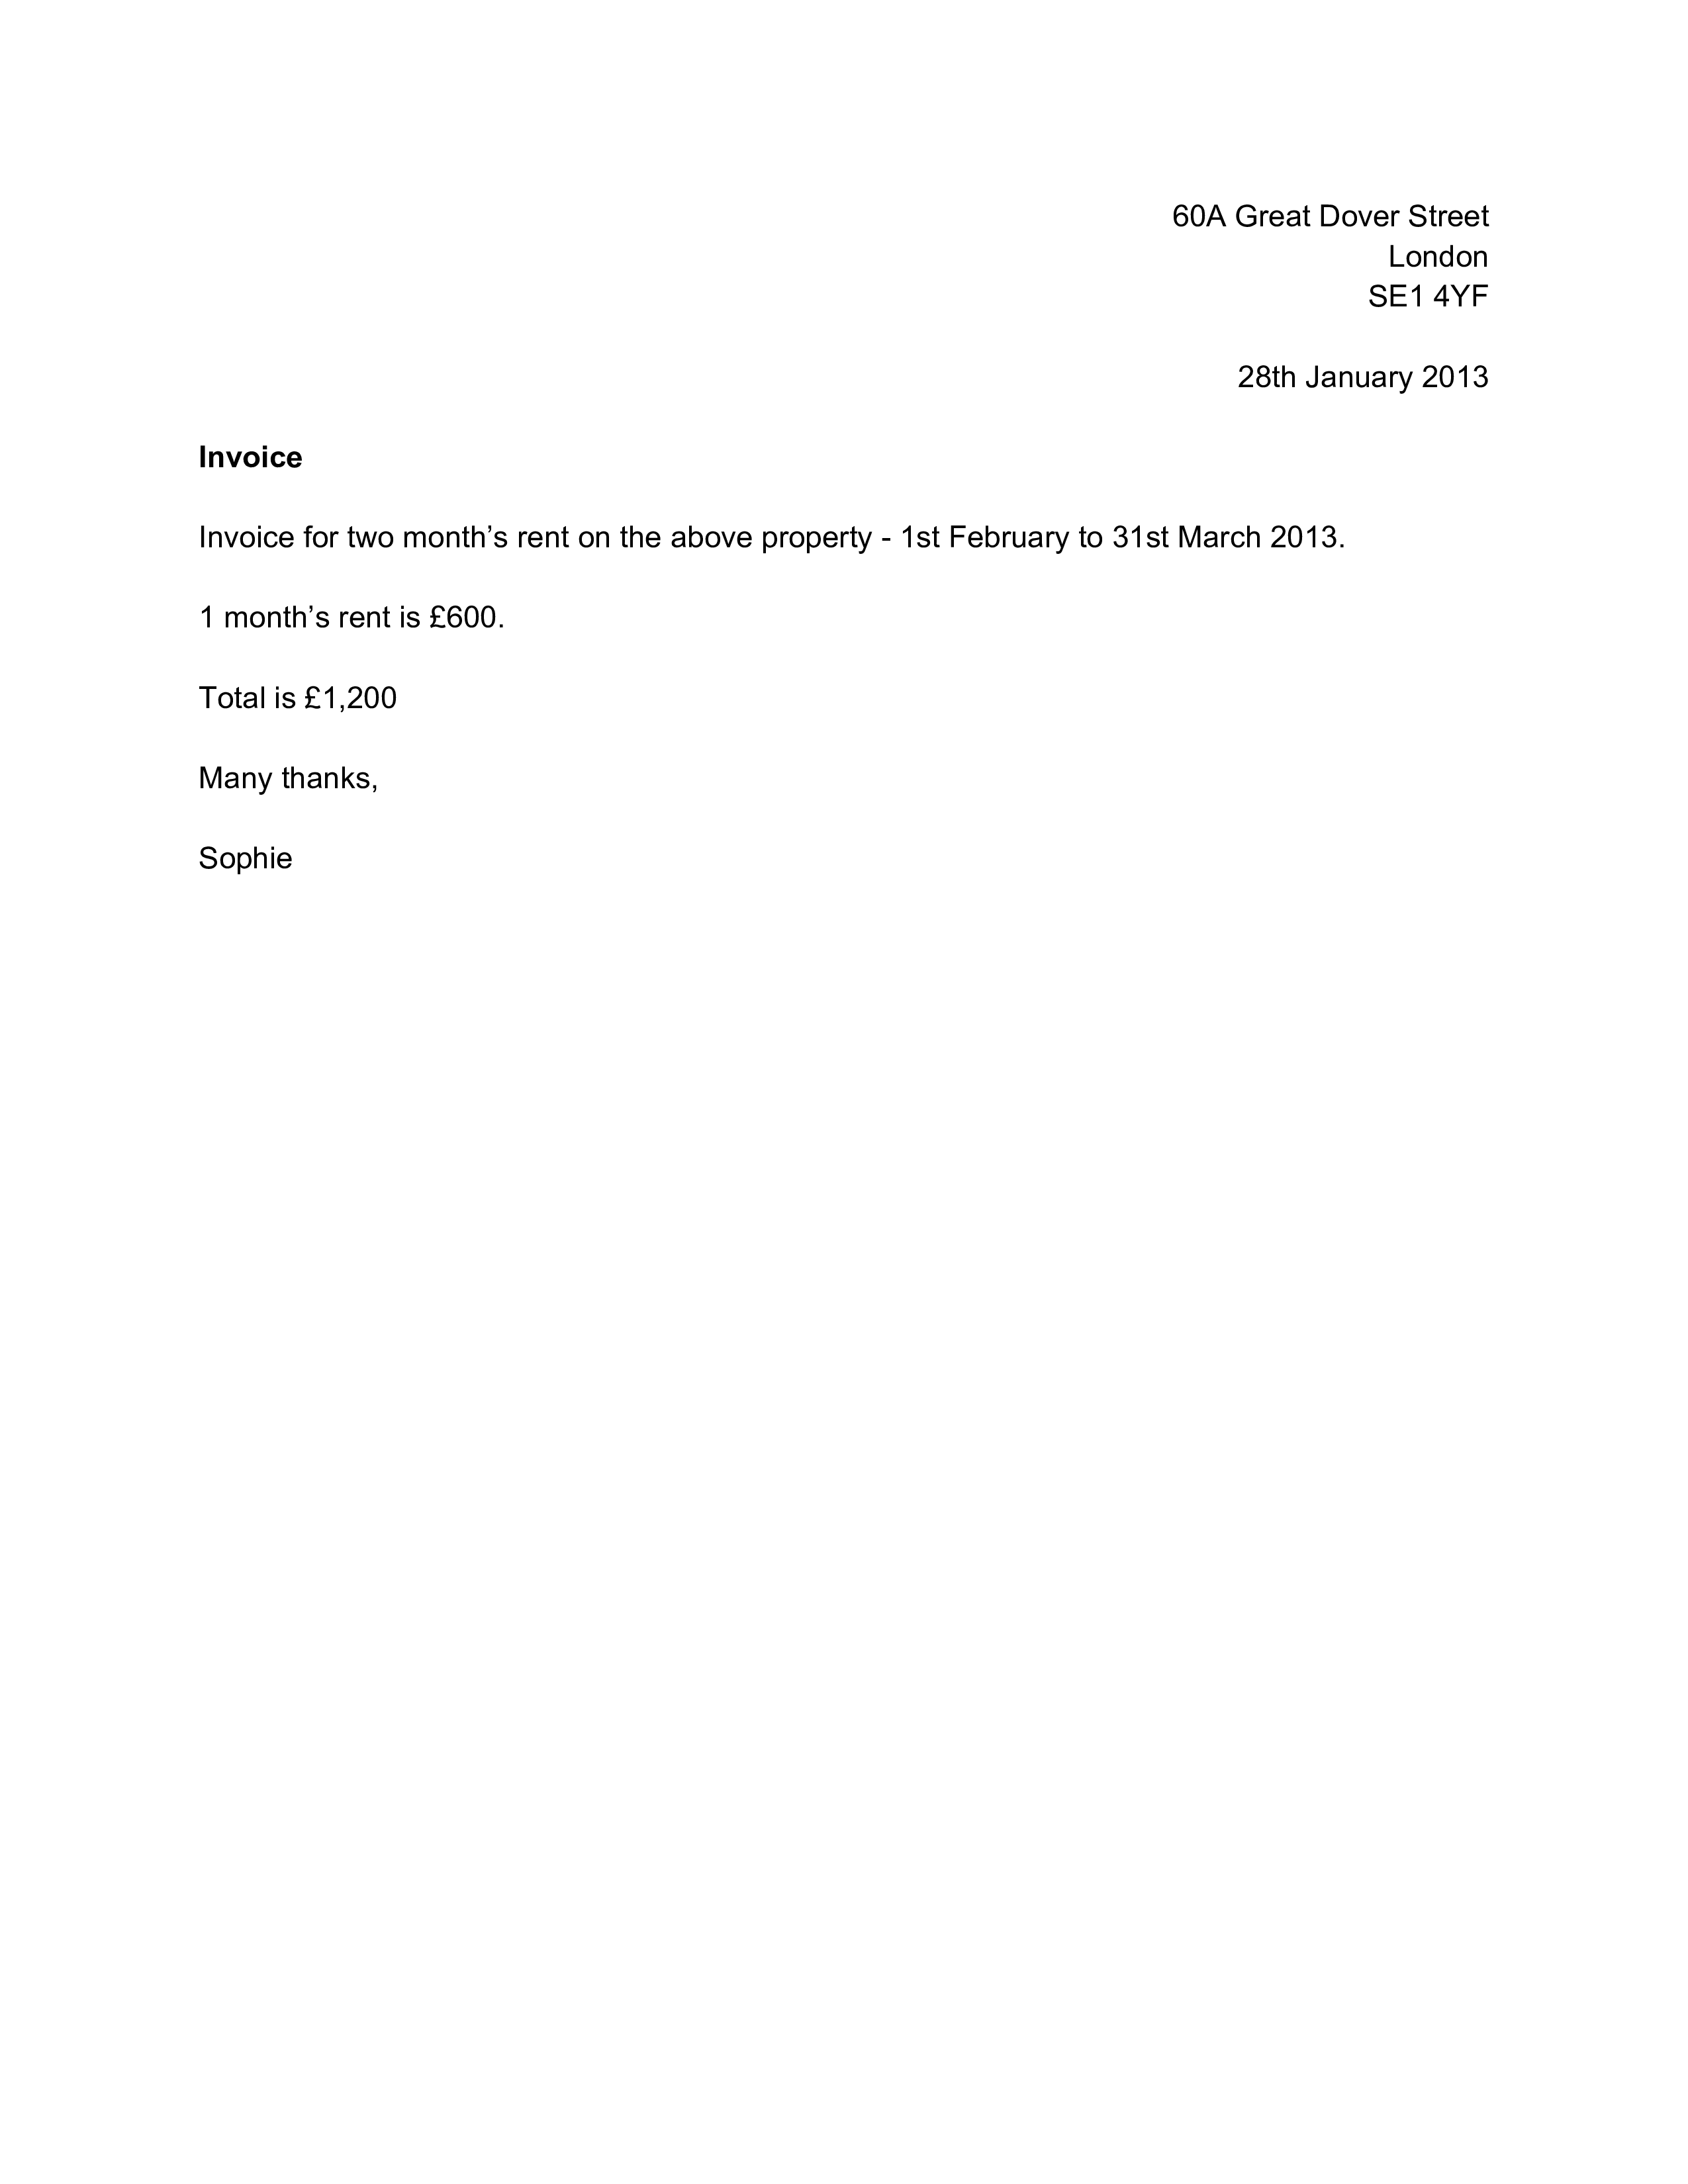 60A Great Dover Street
London
SE1 4YF
28th January 2013
Invoice
Invoice for two month’s rent on the above property - 1st February to 31st March 2013.
1 month’s rent is £600.
Total is £1,200
Many thanks,
Sophie